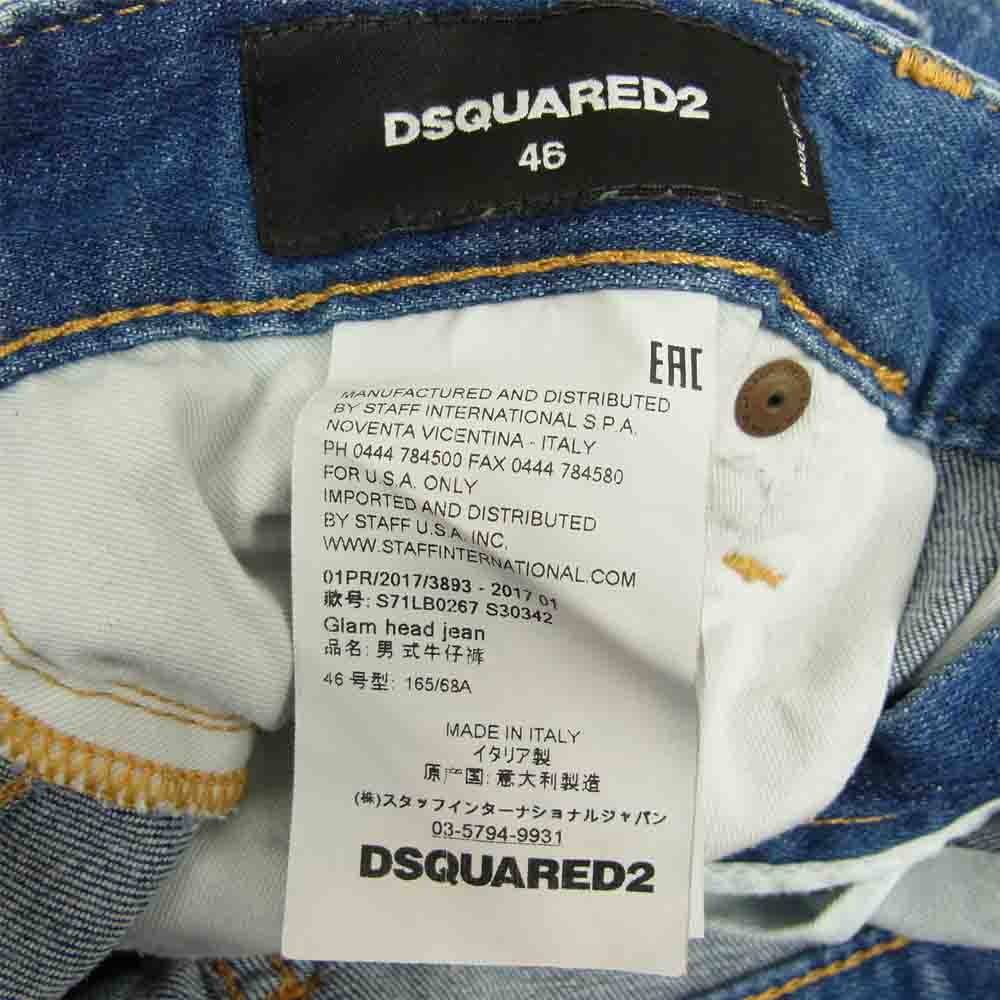 DSQUARED2
46
EAC
MANUFACTURED AND DISTRIBUTED
BY STAFF INTERNATIONAL S.P.A.
NOVENTA VICENTINA - ITALY
PH 0444 784500 FAX 0444 784580
FOR U.S.A. ONLY
IMPORTED AND DISTRIBUTED
BY STAFF U.S.A. INC.
WWW.STAFFINTERNATIONAL.COM
01PR/2017/3893 - 2017 01
款号: S71LB0267 S30342
Glam head jean
品名: 男式牛仔裤
46 号型: 165/68A
MADE IN ITALY
イタリア製
原产国: 意大利製造
(株)スタッフインターナショナルジャパン
03-5794-9931
DSQUARED2